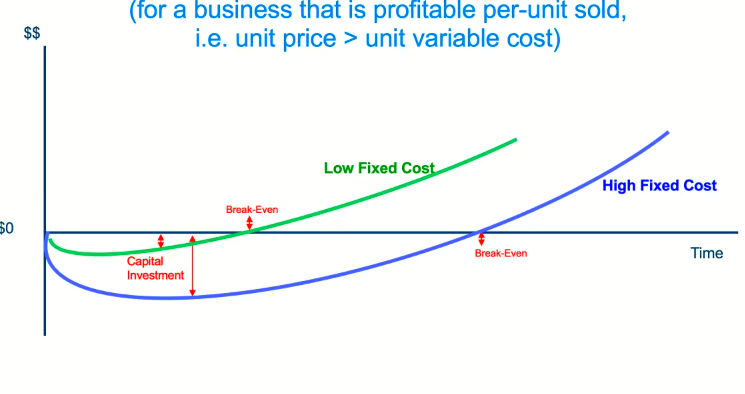 (for a business that is profitable per-unit sold,
i.e. unit price > unit variable cost)
$$
Low Fixed Cost
High Fixed Cost
Break-Even
$0
Break-Even
Time
Capital
Investment